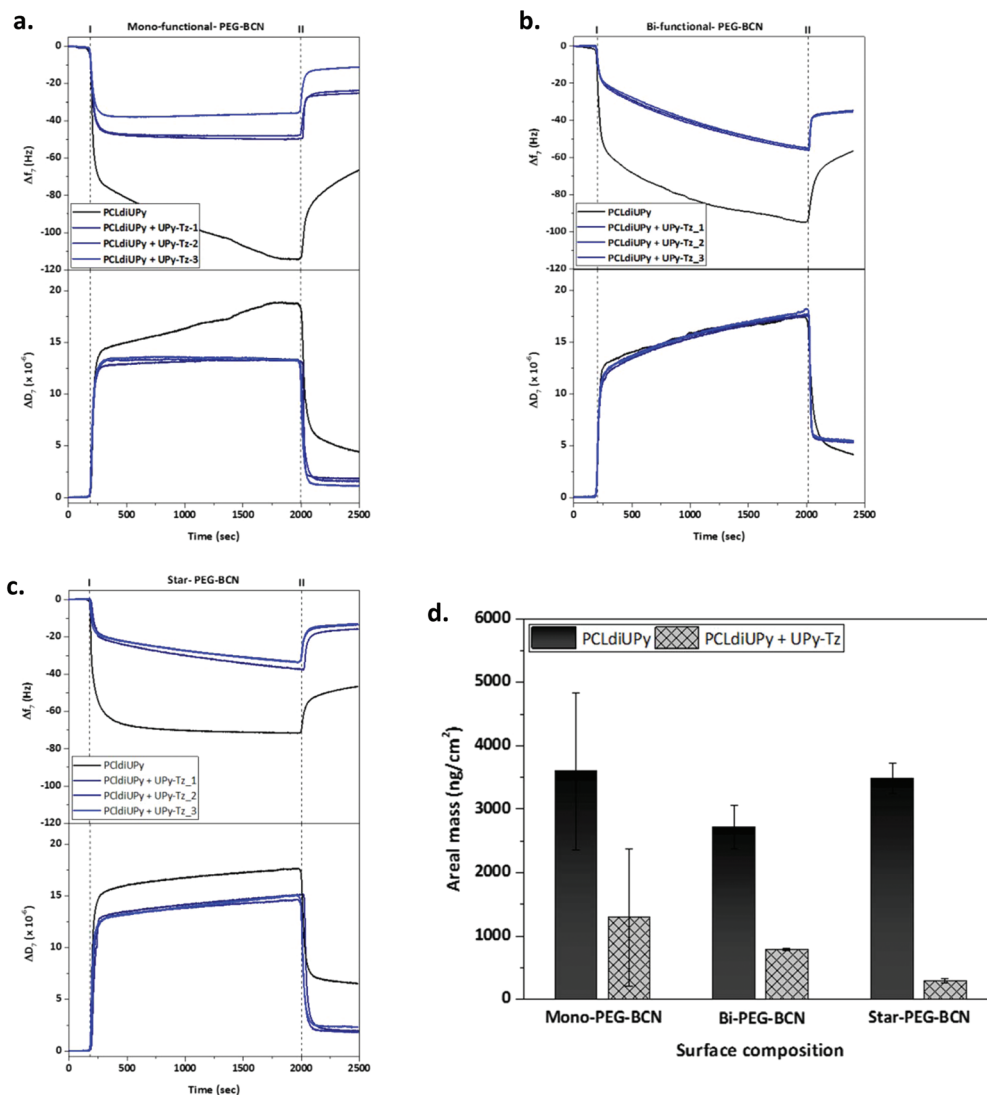 a.
I Mono-functional- PEG-BCN II
0
-20
-40
-60
-80
-100
-120
Δf₇ (Hz)
PCLdiUPy
PCLdiUPy + UPy-Tz-1
PCLdiUPy + UPy-Tz-2
PCLdiUPy + UPy-Tz-3
20
15
10
5
0
ΔD₇ (x 10⁻⁶)
0 500 1000 1500 2000 2500
Time (sec)
b.
I Bi-functional- PEG-BCN II
0
-20
-40
-60
-80
-100
-120
Δf₇ (Hz)
PCLdiUPy
PCLdiUPy + UPy-Tz_1
PCLdiUPy + UPy-Tz_2
PCLdiUPy + UPy-Tz_3
20
15
10
5
0
ΔD₇ (x 10⁻⁶)
0 500 1000 1500 2000 2500
Time (sec)
c.
I Star- PEG-BCN II
0
-20
-40
-60
-80
-100
-120
Δf₇ (Hz)
PCldiUPy
PCldiUPy + UPy-Tz_1
PCldiUPy + UPy-Tz_2
PCldiUPy + UPy-Tz_3
20
15
10
5
0
ΔD₇ (x 10⁻⁶)
0 500 1000 1500 2000 2500
Time (sec)
d.
6000
5000
4000
3000
2000
1000
0
Areal mass (ng/cm²)
PCLdiUPy PCLdiUPy + UPy-Tz
Mono-PEG-BCN Bi-PEG-BCN Star-PEG-BCN
Surface composition